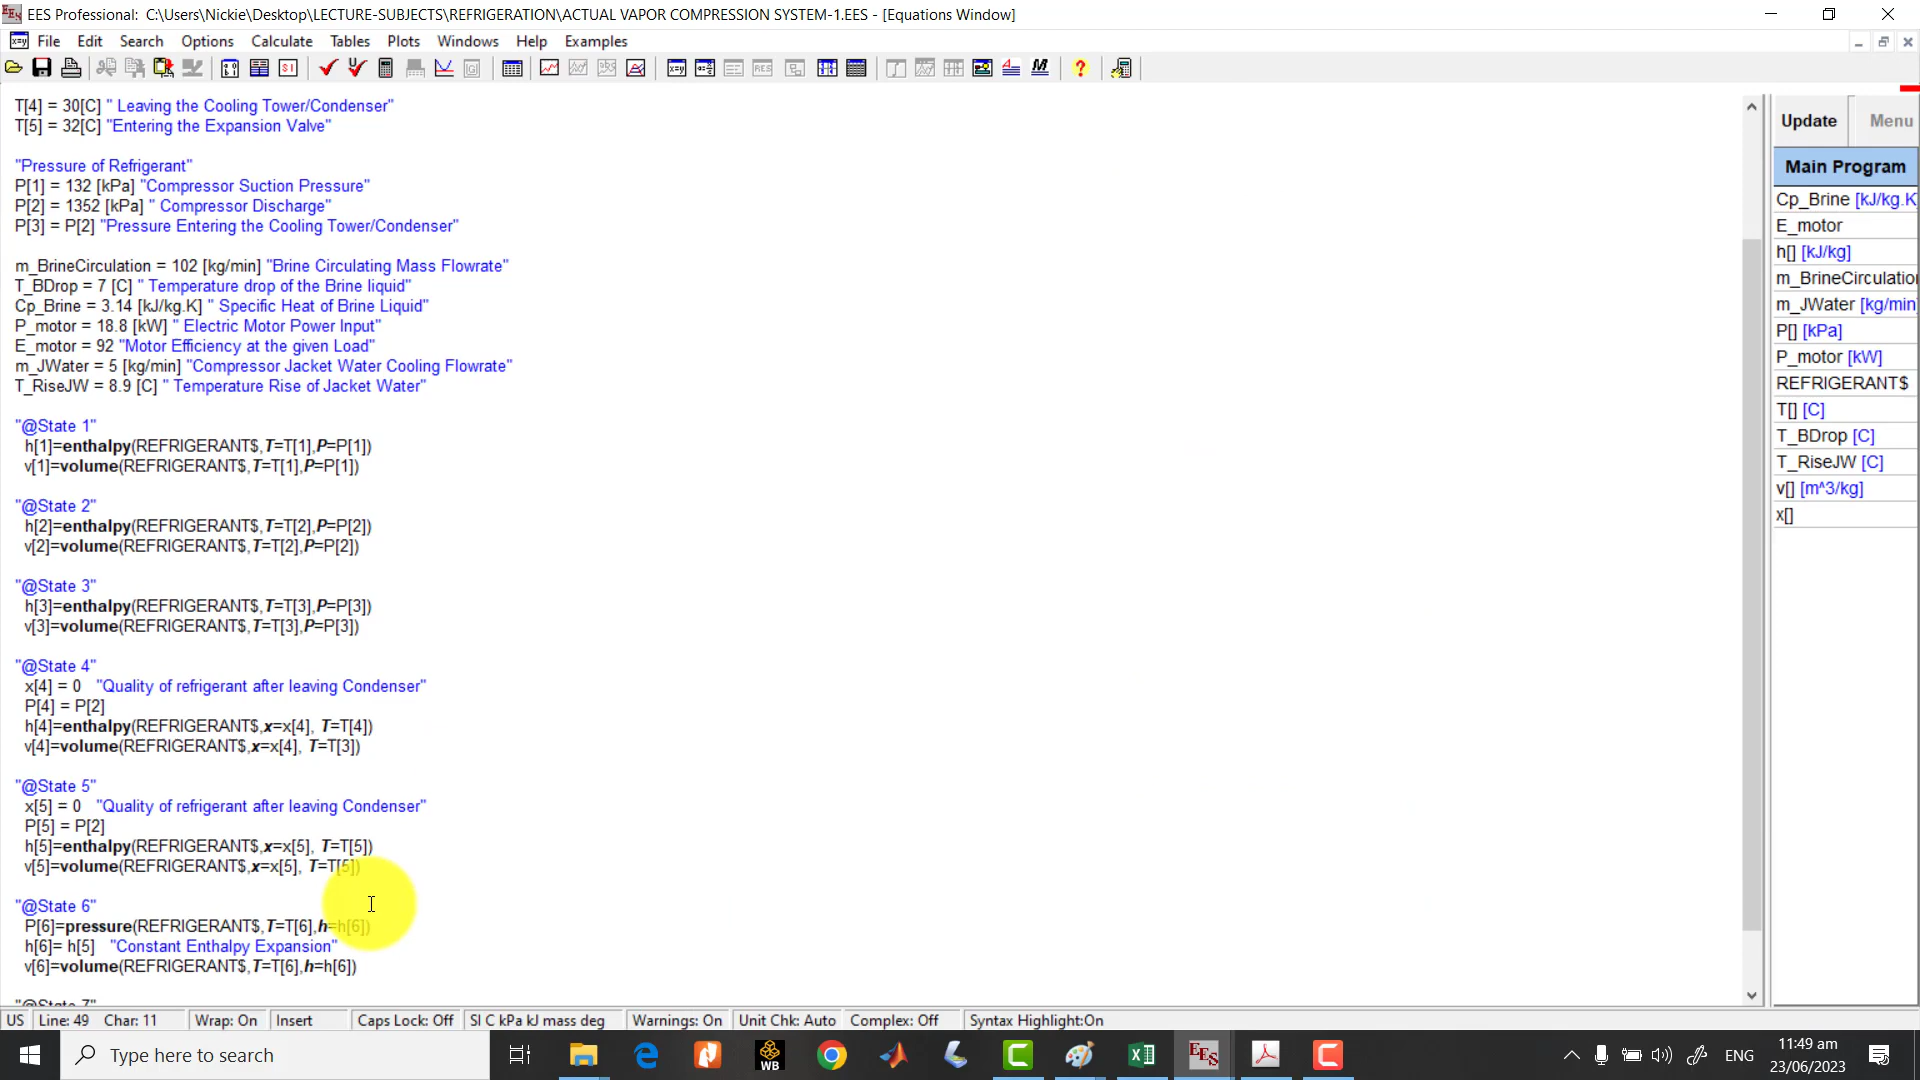 EES Professional: C:\Users\Nickie\Desktop\LECTURE-SUBJECTS\REFRIGERATION\ACTUAL VAPOR COMPRESSION SYSTEM-1.EES - [Equations Window]
File Edit Search Options Calculate Tables Plots Windows Help Examples
T[4] = 30[C] " Leaving the Cooling Tower/Condenser"
T[5] = 32[C] "Entering the Expansion Valve"
"Pressure of Refrigerant"
P[1] = 132 [kPa] "Compressor Suction Pressure"
P[2] = 1352 [kPa] " Compressor Discharge"
P[3] = P[2] "Pressure Entering the Cooling Tower/Condenser"
m_BrineCirculation = 102 [kg/min] "Brine Circulating Mass Flowrate"
T_BDrop = 7 [C] " Temperature drop of the Brine liquid"
Cp_Brine = 3.14 [kJ/kg.K] " Specific Heat of Brine Liquid"
P_motor = 18.8 [kW] " Electric Motor Power Input"
E_motor = 92 "Motor Efficiency at the given Load"
m_JWater = 5 [kg/min] "Compressor Jacket Water Cooling Flowrate"
T_RiseJW = 8.9 [C] " Temperature Rise of Jacket Water"
"@State 1"
h[1]=enthalpy(REFRIGERANT$,T=T[1],P=P[1])
v[1]=volume(REFRIGERANT$,T=T[1],P=P[1])
"@State 2"
h[2]=enthalpy(REFRIGERANT$,T=T[2],P=P[2])
v[2]=volume(REFRIGERANT$,T=T[2],P=P[2])
"@State 3"
h[3]=enthalpy(REFRIGERANT$,T=T[3],P=P[3])
v[3]=volume(REFRIGERANT$,T=T[3],P=P[3])
"@State 4"
x[4] = 0 "Quality of refrigerant after leaving Condenser"
P[4] = P[2]
h[4]=enthalpy(REFRIGERANT$,x=x[4], T=T[4])
v[4]=volume(REFRIGERANT$,x=x[4], T=T[3])
"@State 5"
x[5] = 0 "Quality of refrigerant after leaving Condenser"
P[5] = P[2]
h[5]=enthalpy(REFRIGERANT$,x=x[5], T=T[5])
v[5]=volume(REFRIGERANT$,x=x[5], T=T[5])
"@State 6"
P[6]=pressure(REFRIGERANT$,T=T[6],h=h[6])
h[6]= h[5] "Constant Enthalpy Expansion"
v[6]=volume(REFRIGERANT$,T=T[6],h=h[6])
"@State 7"
Update Menu
Main Program
Cp_Brine [kJ/kg.K
E_motor
h[] [kJ/kg]
m_BrineCirculatio
m_JWater [kg/min
P[] [kPa]
P_motor [kW]
REFRIGERANT$
T[] [C]
T_BDrop [C]
T_RiseJW [C]
v[] [m^3/kg]
x[]
US Line: 49 Char: 11 Wrap: On Insert Caps Lock: Off SI C kPa kJ mass deg Warnings: On Unit Chk: Auto Complex: Off Syntax Highlight:On
Type here to search
WB
EES
ENG
11:49 am
23/06/2023